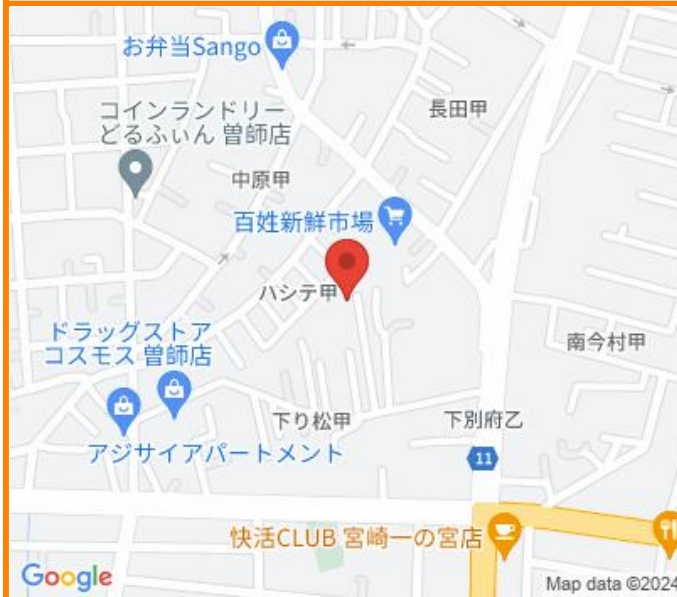 お弁当Sango
コインランドリー
どるふぃん 曽師店
長田甲
中原甲
百姓新鮮市場
ハシテ甲
ドラッグストア
コスモス 曽師店
南今村甲
下り松甲
下別府乙
アジサイアパートメント
11
快活CLUB 宮崎一の宮店
Google
Map data ©2024